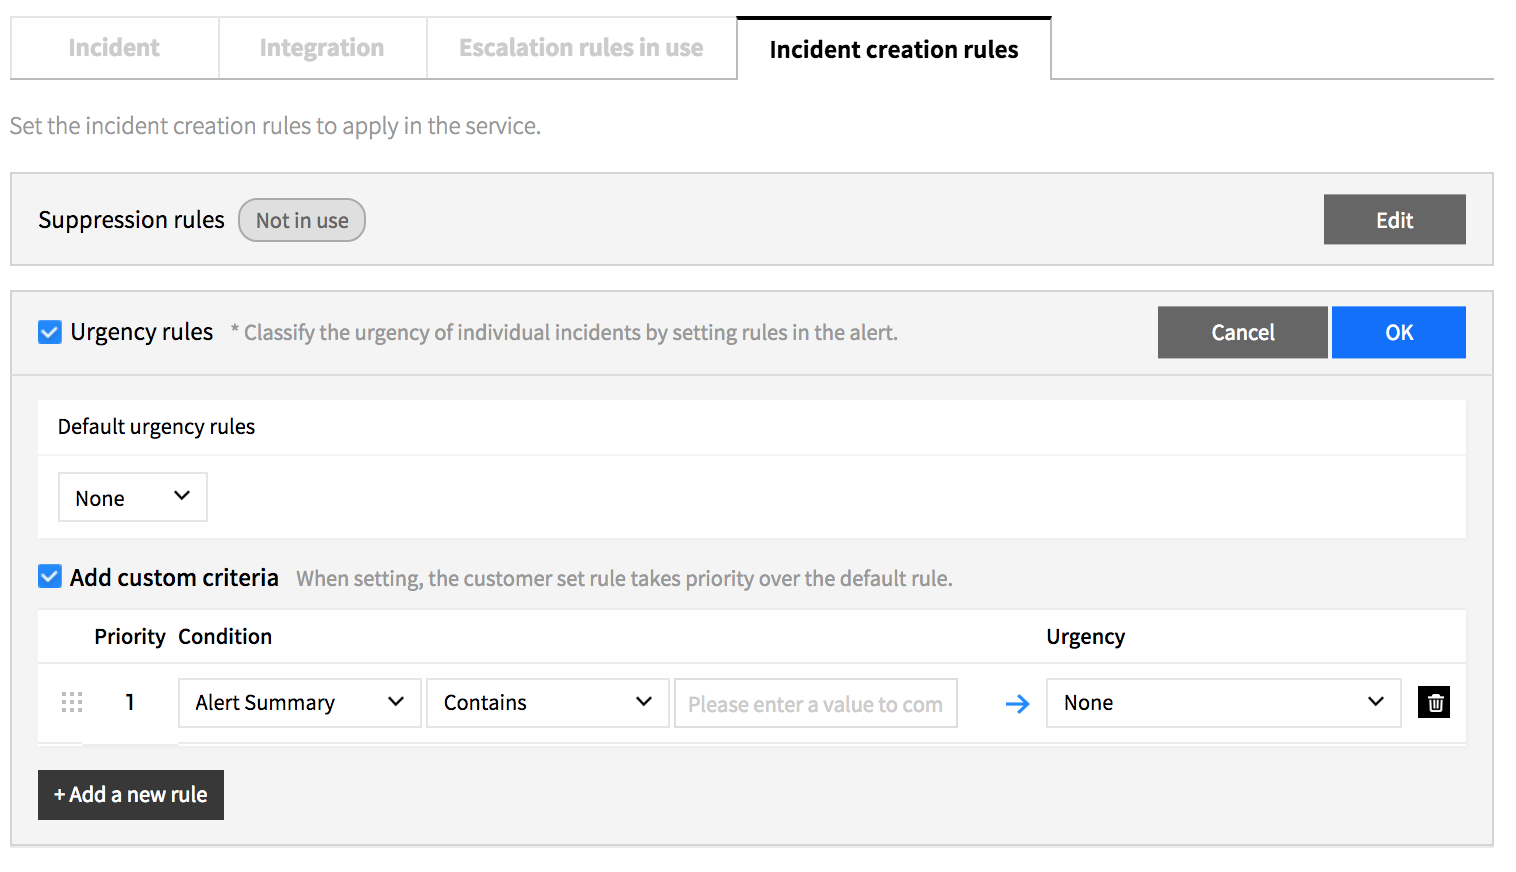 Incident Integration Escalation rules in use Incident creation rules
Set the incident creation rules to apply in the service.
Suppression rules Not in use Edit
Urgency rules * Classify the urgency of individual incidents by setting rules in the alert. Cancel OK
Default urgency rules
None
Add custom criteria When setting, the customer set rule takes priority over the default rule.
Priority Condition Urgency
1 Alert Summary Contains Please enter a value to com None
+ Add a new rule